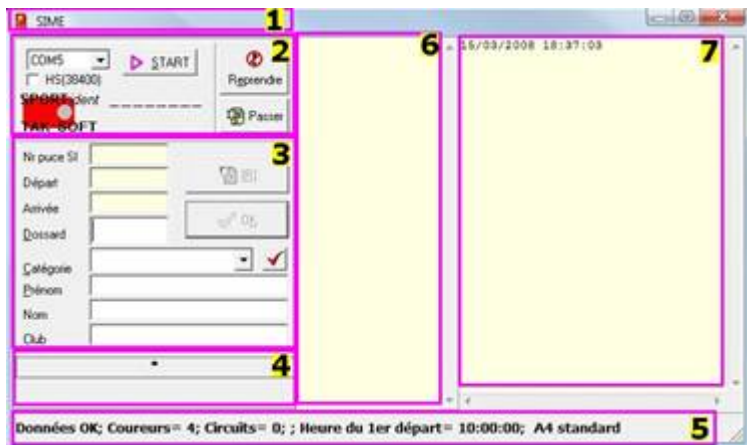 SIME 1
2 6 7
15/03/2008 18:37:03
COM5 START
HS(38400) Reprendre
SPORTident
TAK-SOFT Passer
3
Nr puce SI
Départ
Arrivée OK
Dossard
Catégorie
Prénom
Nom
Club
4
Données OK; Coureurs= 4; Circuits= 0; ; Heure du 1er départ= 10:00:00; A4 standard 5